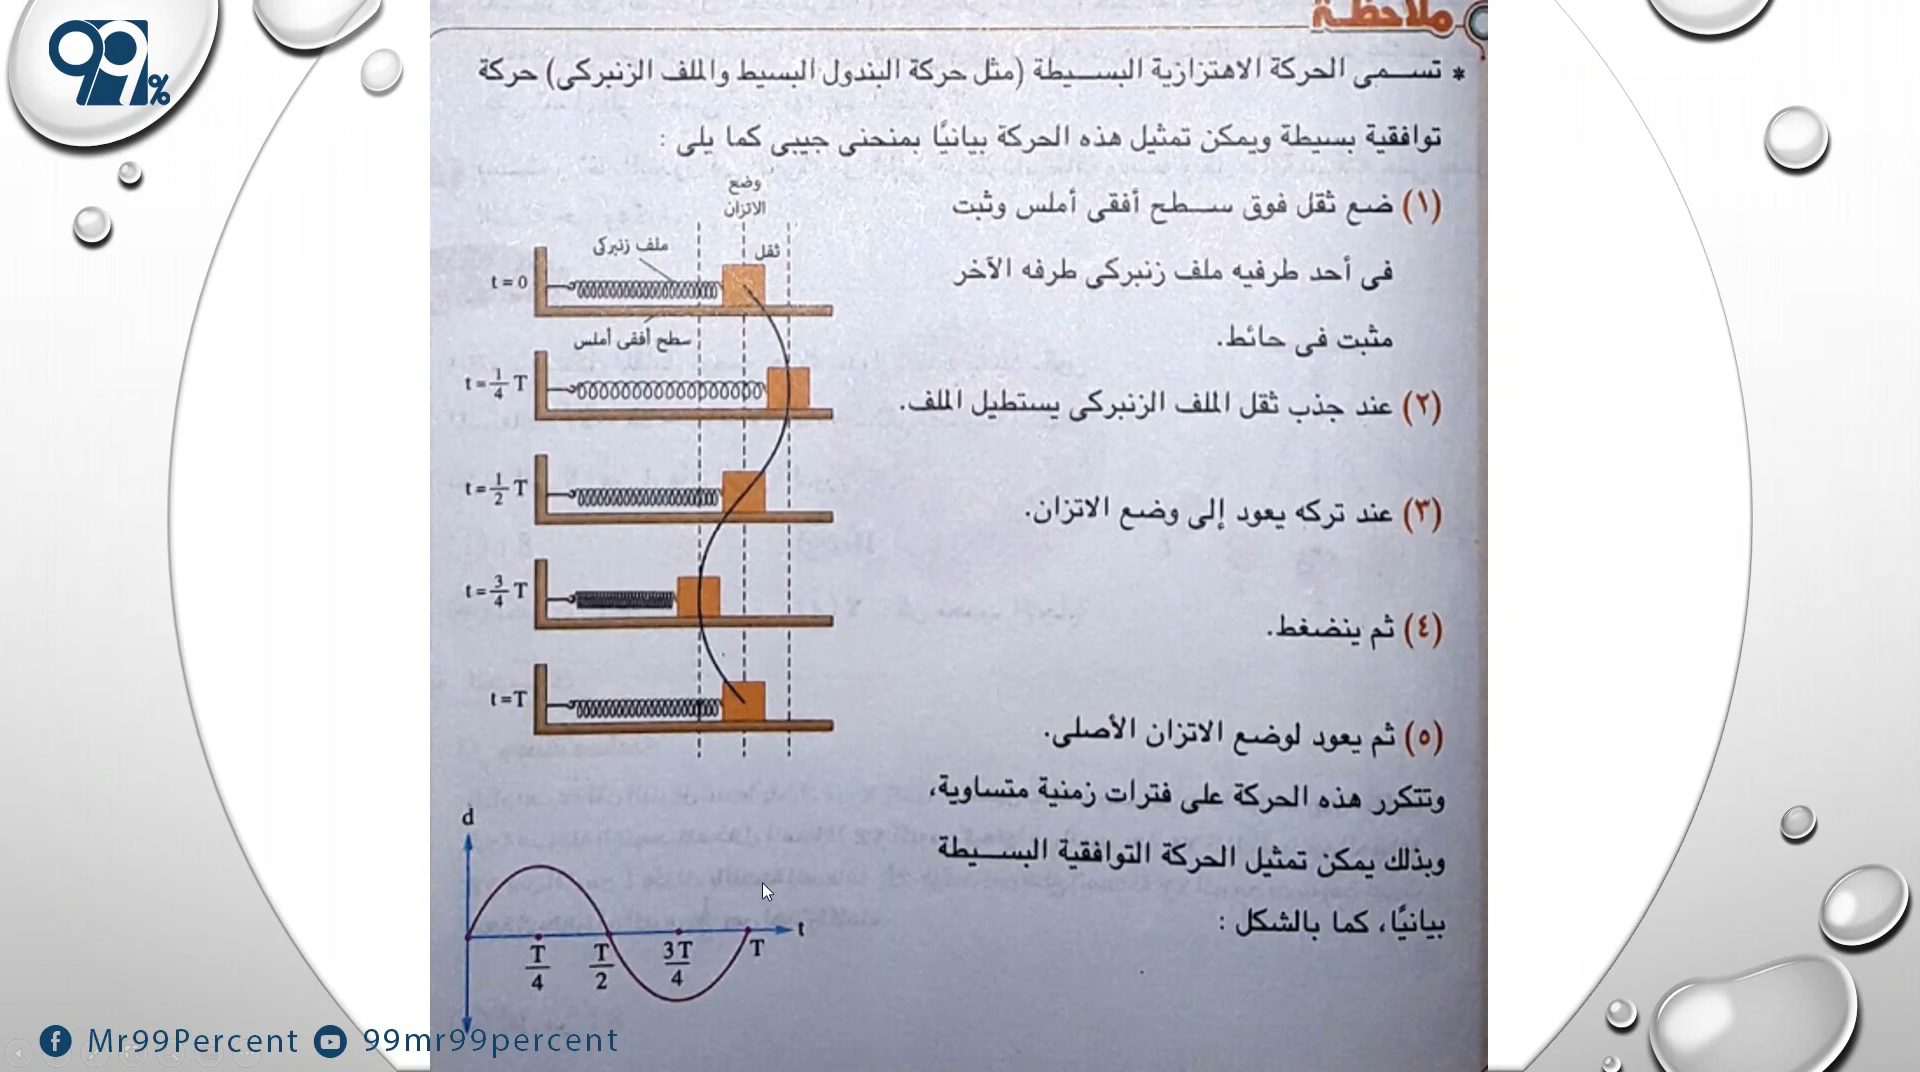 99%
ملاحظة
* تسمى الحركة الاهتزازية البسيطة (مثل حركة البندول البسيط والملف الزنبركى) حركة
توافقية بسيطة ويمكن تمثيل هذه الحركة بيانيًا بمنحنى جيبى كما يلى :
(١) ضع ثقل فوق سطح أفقى أملس وثبت
فى أحد طرفيه ملف زنبركى طرفه الآخر
مثبت فى حائط.
(٢) عند جذب ثقل الملف الزنبركى يستطيل الملف.
(٣) عند تركه يعود إلى وضع الاتزان.
(٤) ثم ينضغط.
(٥) ثم يعود لوضع الاتزان الأصلى.
وتتكرر هذه الحركة على فترات زمنية متساوية،
وبذلك يمكن تمثيل الحركة التوافقية البسيطة
بيانيًا، كما بالشكل :
وضع
الاتزان
ثقل
ملف زنبركى
t = 0
سطح أفقى أملس
t = 1/4 T
t = 1/2 T
t = 3/4 T
t = T
d
t
T/4
T/2
3T/4
T
Mr99Percent
99mr99percent